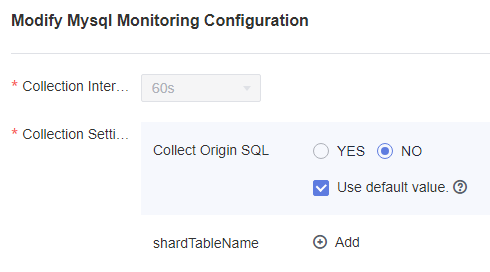 Modify Mysql Monitoring Configuration
* Collection Inter... 60s
* Collection Setti...
Collect Origin SQL YES NO
Use default value. ?
shardTableName Add